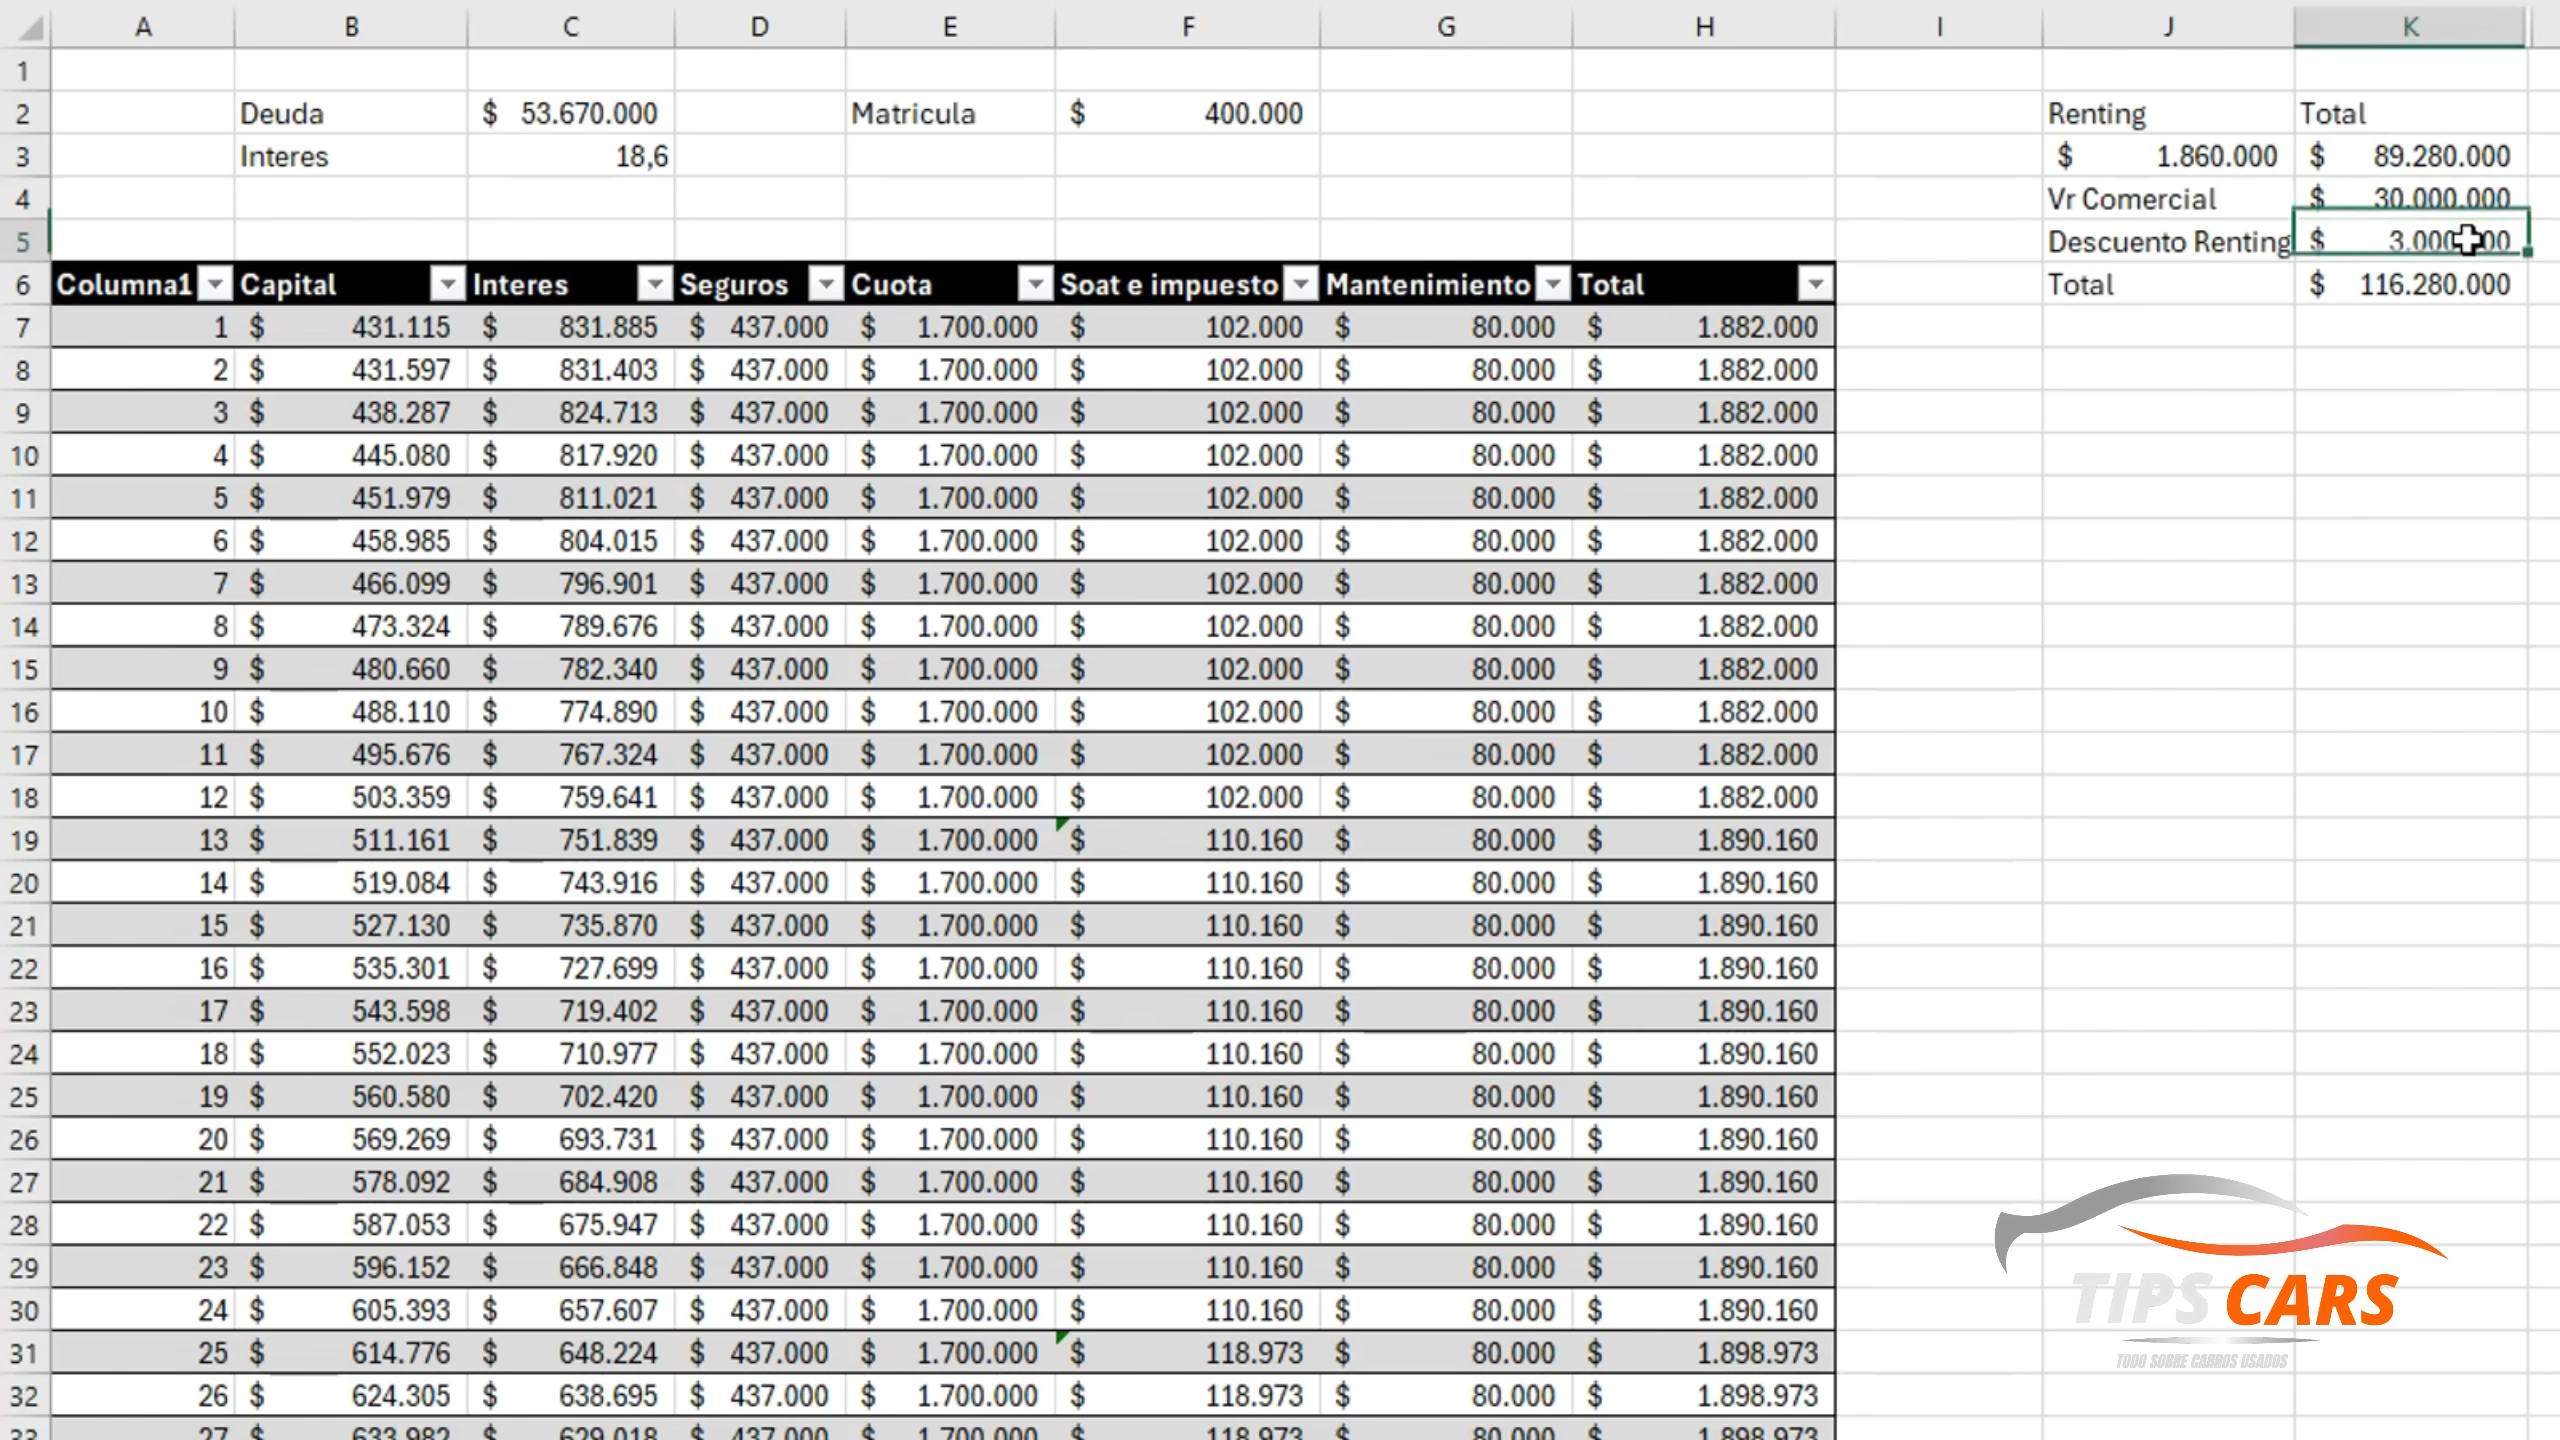 A B C D E F G H I J K
1
2 Deuda $ 53.670.000 Matricula $ 400.000 Renting Total
3 Interes 18,6 $ 1.860.000 $ 89.280.000
4 Vr Comercial $ 30.000.000
5 Descuento Renting $
6 Columna1 Capital Interes Seguros Cuota Soat e impuesto Mantenimiento Total Total $ 116.280.000
7 1 $ 431.115 $ 831.885 $ 437.000 $ 1.700.000 $ 102.000 $ 80.000 $ 1.882.000
8 2 $ 431.597 $ 831.403 $ 437.000 $ 1.700.000 $ 102.000 $ 80.000 $ 1.882.000
9 3 $ 438.287 $ 824.713 $ 437.000 $ 1.700.000 $ 102.000 $ 80.000 $ 1.882.000
10 4 $ 445.080 $ 817.920 $ 437.000 $ 1.700.000 $ 102.000 $ 80.000 $ 1.882.000
11 5 $ 451.979 $ 811.021 $ 437.000 $ 1.700.000 $ 102.000 $ 80.000 $ 1.882.000
12 6 $ 458.985 $ 804.015 $ 437.000 $ 1.700.000 $ 102.000 $ 80.000 $ 1.882.000
13 7 $ 466.099 $ 796.901 $ 437.000 $ 1.700.000 $ 102.000 $ 80.000 $ 1.882.000
14 8 $ 473.324 $ 789.676 $ 437.000 $ 1.700.000 $ 102.000 $ 80.000 $ 1.882.000
15 9 $ 480.660 $ 782.340 $ 437.000 $ 1.700.000 $ 102.000 $ 80.000 $ 1.882.000
16 10 $ 488.110 $ 774.890 $ 437.000 $ 1.700.000 $ 102.000 $ 80.000 $ 1.882.000
17 11 $ 495.676 $ 767.324 $ 437.000 $ 1.700.000 $ 102.000 $ 80.000 $ 1.882.000
18 12 $ 503.359 $ 759.641 $ 437.000 $ 1.700.000 $ 102.000 $ 80.000 $ 1.882.000
19 13 $ 511.161 $ 751.839 $ 437.000 $ 1.700.000 $ 110.160 $ 80.000 $ 1.890.160
20 14 $ 519.084 $ 743.916 $ 437.000 $ 1.700.000 $ 110.160 $ 80.000 $ 1.890.160
21 15 $ 527.130 $ 735.870 $ 437.000 $ 1.700.000 $ 110.160 $ 80.000 $ 1.890.160
22 16 $ 535.301 $ 727.699 $ 437.000 $ 1.700.000 $ 110.160 $ 80.000 $ 1.890.160
23 17 $ 543.598 $ 719.402 $ 437.000 $ 1.700.000 $ 110.160 $ 80.000 $ 1.890.160
24 18 $ 552.023 $ 710.977 $ 437.000 $ 1.700.000 $ 110.160 $ 80.000 $ 1.890.160
25 19 $ 560.580 $ 702.420 $ 437.000 $ 1.700.000 $ 110.160 $ 80.000 $ 1.890.160
26 20 $ 569.269 $ 693.731 $ 437.000 $ 1.700.000 $ 110.160 $ 80.000 $ 1.890.160
27 21 $ 578.092 $ 684.908 $ 437.000 $ 1.700.000 $ 110.160 $ 80.000 $ 1.890.160
28 22 $ 587.053 $ 675.947 $ 437.000 $ 1.700.000 $ 110.160 $ 80.000 $ 1.890.160
29 23 $ 596.152 $ 666.848 $ 437.000 $ 1.700.000 $ 110.160 $ 80.000 $ 1.890.160
30 24 $ 605.393 $ 657.607 $ 437.000 $ 1.700.000 $ 110.160 $ 80.000 $ 1.890.160
31 25 $ 614.776 $ 648.224 $ 437.000 $ 1.700.000 $ 118.973 $ 80.000 $ 1.898.973
32 26 $ 624.305 $ 638.695 $ 437.000 $ 1.700.000 $ 118.973 $ 80.000 $ 1.898.973
33 27 $ 633.982 $ 629.018 $ 437.000 $ 1.700.000 $ 118.973 $ 80.000 $ 1.898.973
TIPS CARS
TODO SOBRE CARROS USADOS